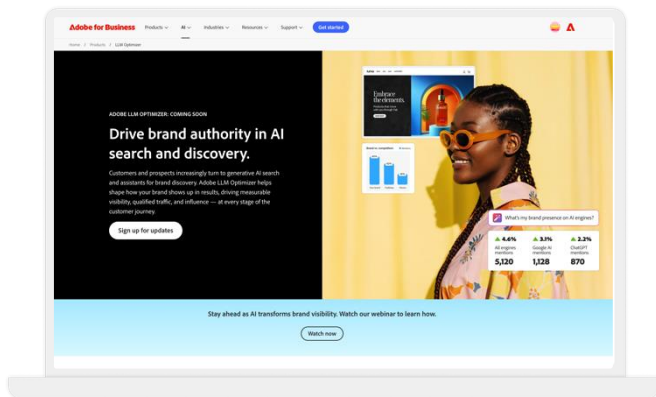 Adobe for Business Products AI Industries Resources Support Get started
Home / Products / LLM Optimizer
ADOBE LLM OPTIMIZER: COMING SOON
Drive brand authority in AI
search and discovery.
Customers and prospects increasingly turn to generative AI search
and assistants for brand discovery. Adobe LLM Optimizer helps
shape how your brand shows up in results, driving measurable
visibility, qualified traffic, and influence — at every stage of the
customer journey.
Sign up for updates
Embrace
the elements.
What's my brand presence on AI engines?
4.6% 3.1% 2.2%
All engines Google AI ChatGPT
mentions mentions mentions
5,120 1,128 870
Stay ahead as AI transforms brand visibility. Watch our webinar to learn how.
Watch now